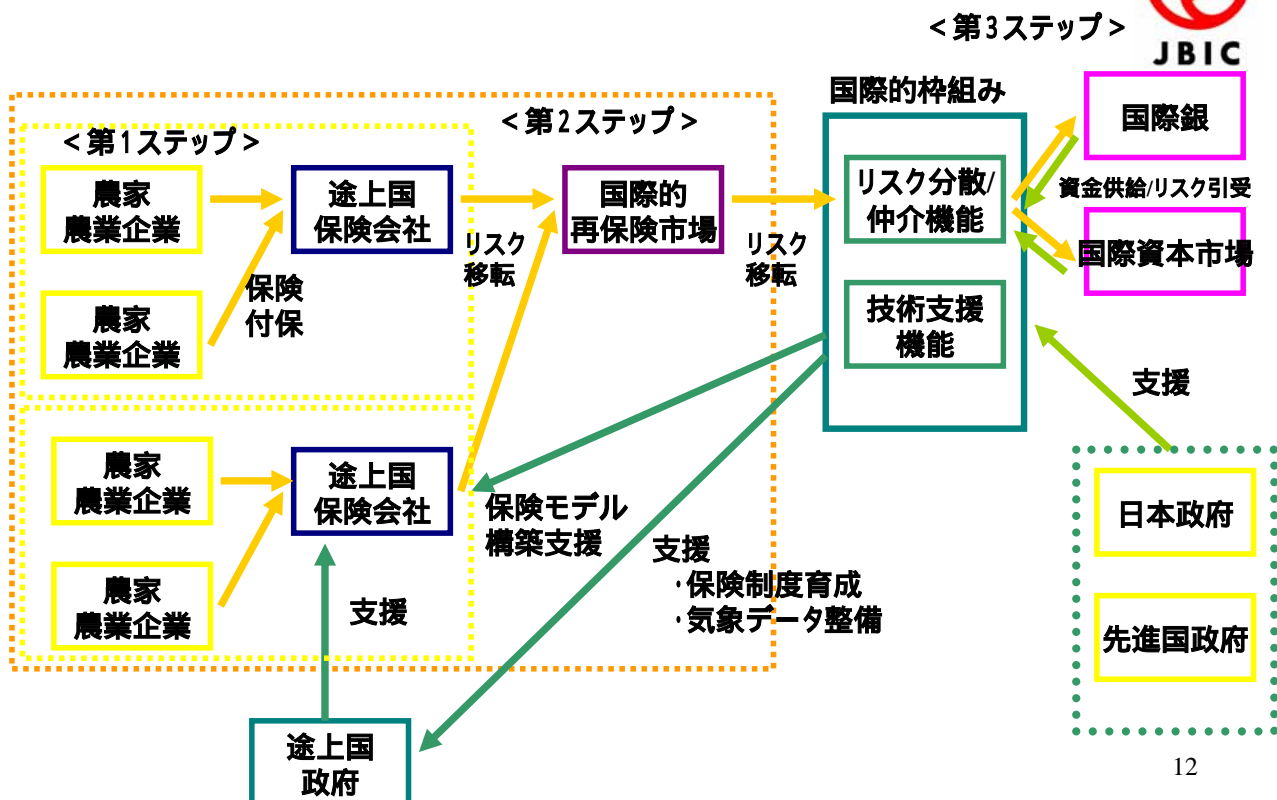 <第3ステップ>
JBIC
国際的枠組み
国際銀
<第2ステップ>
<第1ステップ>
農家
農業企業
途上国
保険会社
国際的
再保険市場
リスク分散/
仲介機能
資金供給/リスク引受
リスク
移転
リスク
移転
国際資本市場
保険
付保
農家
農業企業
技術支援
機能
支援
農家
農業企業
途上国
保険会社
保険モデル
構築支援
日本政府
支援
・保険制度育成
・気象データ整備
農家
農業企業
支援
先進国政府
途上国
政府
12